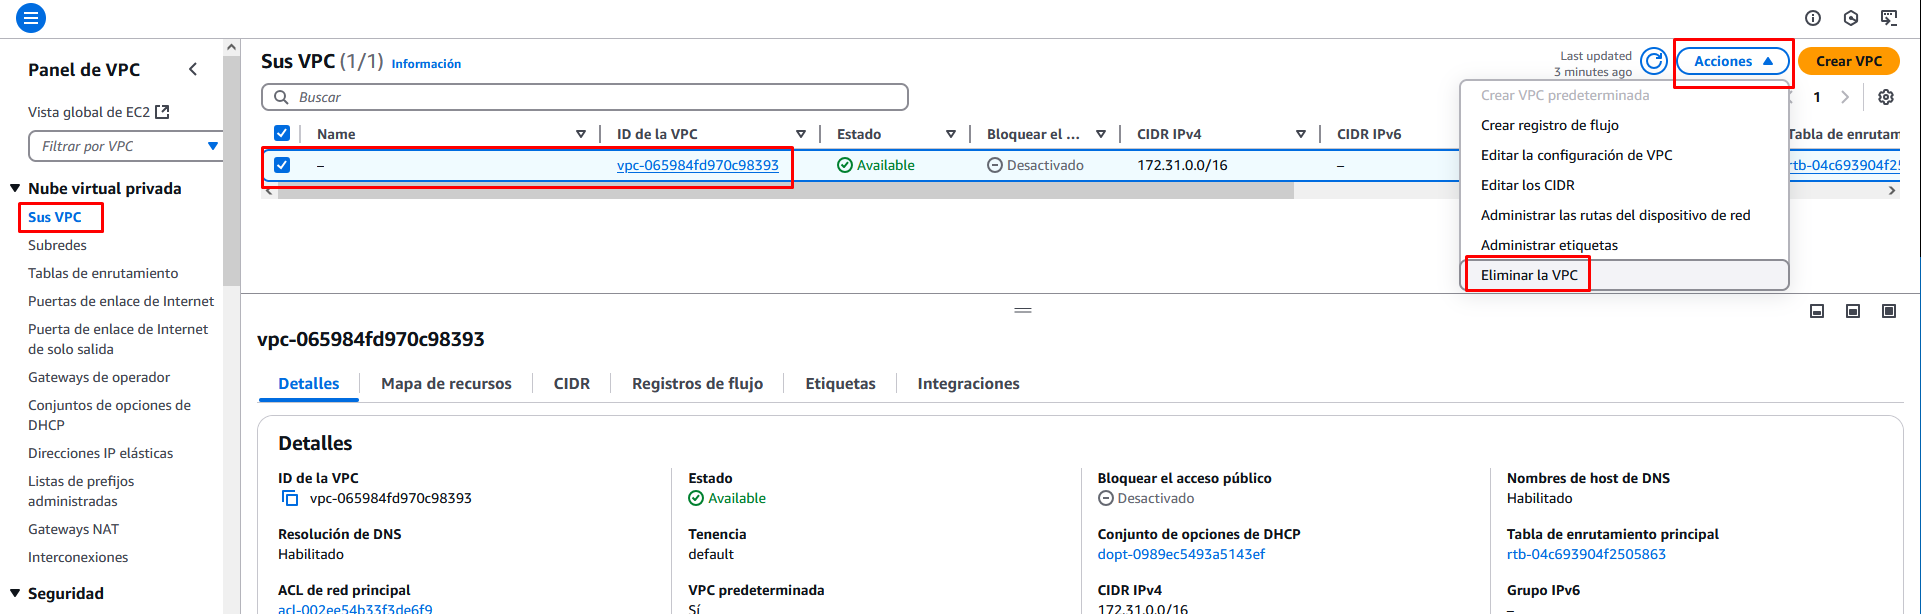 Panel de VPC
Vista global de EC2
Filtrar por VPC
Nube virtual privada
Sus VPC
Subredes
Tablas de enrutamiento
Puertas de enlace de Internet
Puerta de enlace de Internet
de solo salida
Gateways de operador
Conjuntos de opciones de
DHCP
Direcciones IP elásticas
Listas de prefijos
administradas
Gateways NAT
Interconexiones
Seguridad
Sus VPC (1/1) Información
Last updated
3 minutes ago
Acciones
Crear VPC
Buscar
1
Name ID de la VPC Estado Bloquear el ... CIDR IPv4 CIDR IPv6 Tabla de enrutam
– vpc-065984fd970c98393 Available Desactivado 172.31.0.0/16 – rtb-04c693904f25
Crear VPC predeterminada
Crear registro de flujo
Editar la configuración de VPC
Editar los CIDR
Administrar las rutas del dispositivo de red
Administrar etiquetas
Eliminar la VPC
vpc-065984fd970c98393
Detalles Mapa de recursos CIDR Registros de flujo Etiquetas Integraciones
Detalles
ID de la VPC
vpc-065984fd970c98393
Estado
Available
Bloquear el acceso público
Desactivado
Nombres de host de DNS
Habilitado
Resolución de DNS
Habilitado
Tenencia
default
Conjunto de opciones de DHCP
dopt-0989ec5493a5143ef
Tabla de enrutamiento principal
rtb-04c693904f2505863
ACL de red principal
acl-002ee54b33f3de6f9
VPC predeterminada
Sí
CIDR IPv4
172.31.0.0/16
Grupo IPv6
–